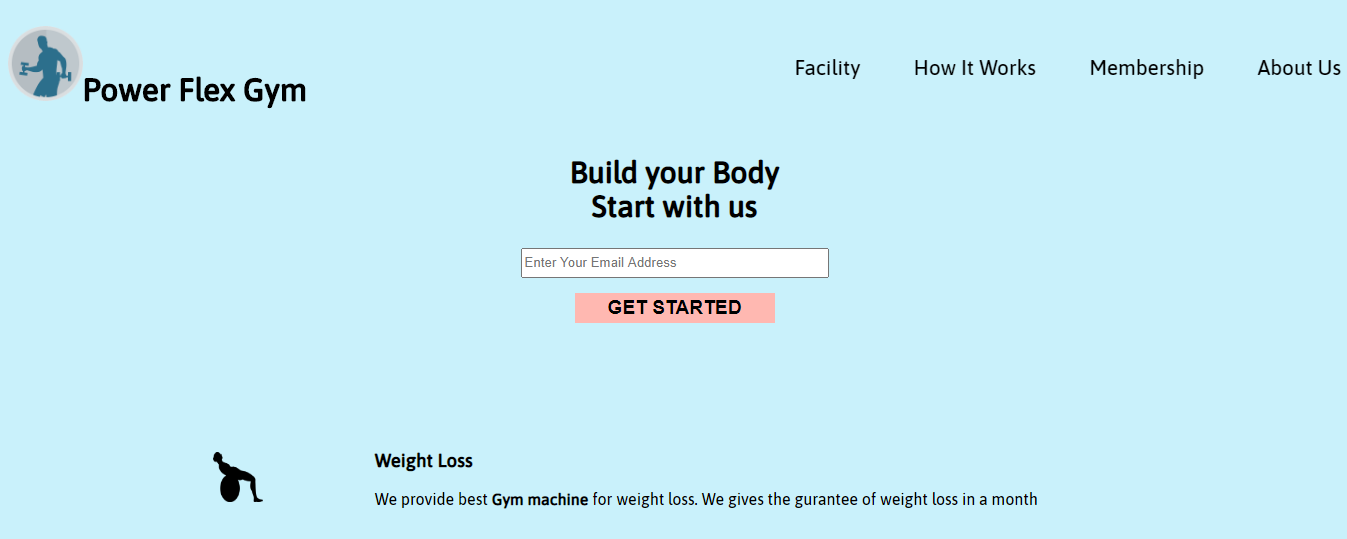 Power Flex Gym
Facility How It Works Membership About Us
Build your Body
Start with us
Enter Your Email Address
GET STARTED
Weight Loss
We provide best Gym machine for weight loss. We gives the gurantee of weight loss in a month